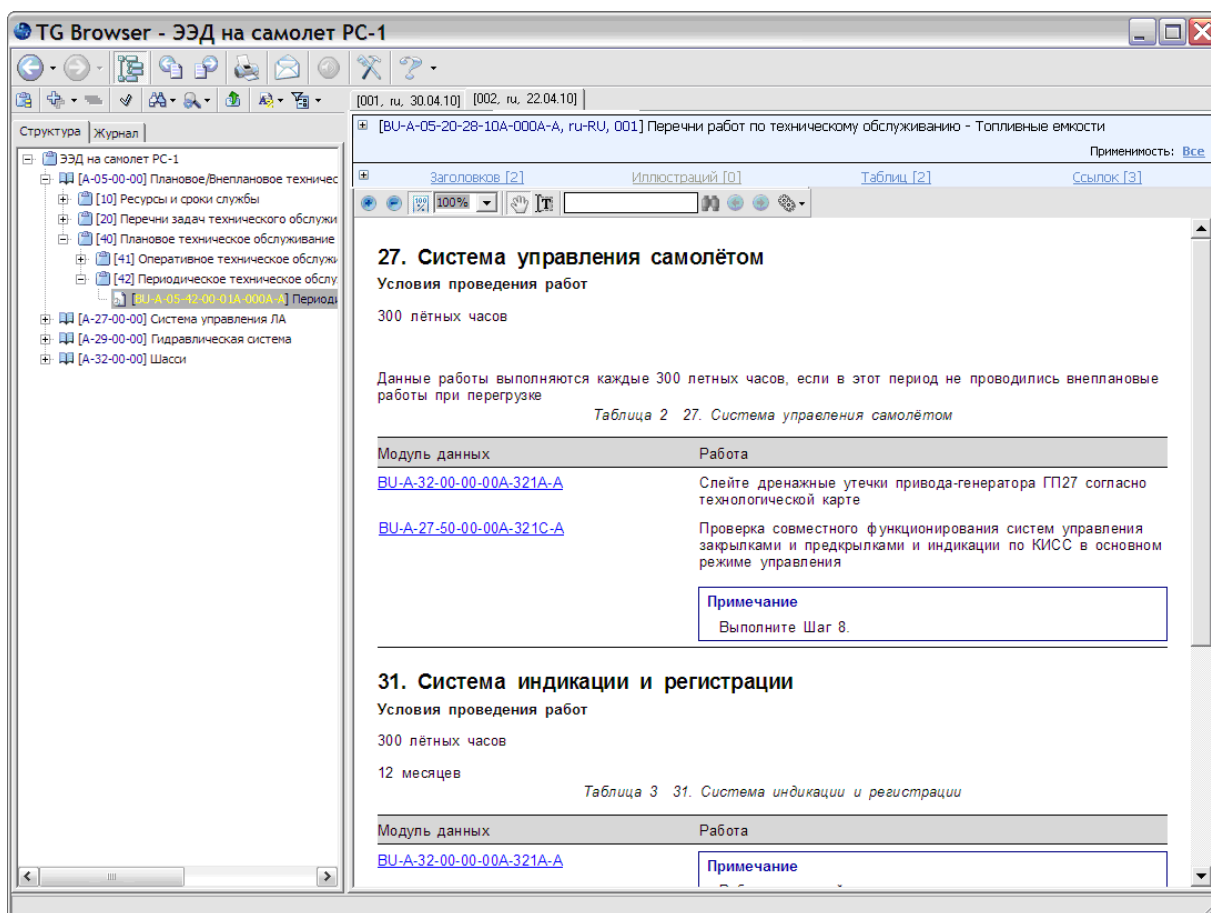 TG Browser - ЭЭД на самолет РС-1
[001, ru, 30.04.10] [002, ru, 22.04.10]
Структура Журнал
ЭЭД на самолет РС-1
[A-05-00-00] Плановое/Внеплановое техничес
[10] Ресурсы и сроки службы
[20] Перечни задач технического обслужи
[40] Плановое техническое обслуживание
[41] Оперативное техническое обслужи
[42] Периодическое техническое обслу
[BU-A-05-42-00-01A-000A-A] Период
[A-27-00-00] Система управления ЛА
[A-29-00-00] Гидравлическая система
[A-32-00-00] Шасси
[BU-A-05-20-28-10A-000A-A, ru-RU, 001] Перечни работ по техническому обслуживанию - Топливные емкости
Применимость: Все
Заголовков [2] Иллюстраций [0] Таблиц [2] Ссылок [3]
100%
27. Система управления самолётом
Условия проведения работ
300 лётных часов
Данные работы выполняются каждые 300 летных часов, если в этот период не проводились внеплановые
работы при перегрузке
Таблица 2 27. Система управления самолётом
Модуль данных Работа
BU-A-32-00-00-00A-321A-A Слейте дренажные утечки привода-генератора ГП27 согласно
технологической карте
BU-A-27-50-00-00A-321C-A Проверка совместного функционирования систем управления
закрылками и предкрылками и индикации по КИСС в основном
режиме управления
Примечание
Выполните Шаг 8.
31. Система индикации и регистрации
Условия проведения работ
300 лётных часов
12 месяцев
Таблица 3 31. Система индикации и регистрации
Модуль данных Работа
BU-A-32-00-00-00A-321A-A Примечание